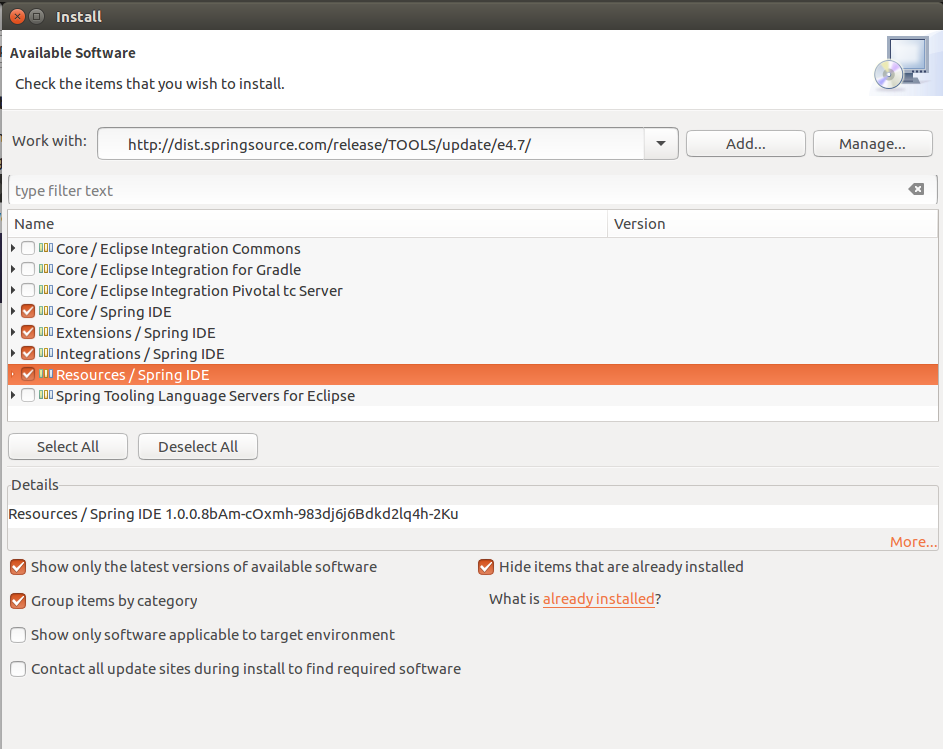 Install
Available Software
Check the items that you wish to install.
Work with: http://dist.springsource.com/release/TOOLS/update/e4.7/ Add... Manage...
type filter text
Name Version
Core / Eclipse Integration Commons
Core / Eclipse Integration for Gradle
Core / Eclipse Integration Pivotal tc Server
Core / Spring IDE
Extensions / Spring IDE
Integrations / Spring IDE
Resources / Spring IDE
Spring Tooling Language Servers for Eclipse
Select All Deselect All
Details
Resources / Spring IDE 1.0.0.8bAm-cOxmh-983dj6j6Bdkd2lq4h-2Ku
More...
Show only the latest versions of available software Hide items that are already installed
Group items by category What is already installed?
Show only software applicable to target environment
Contact all update sites during install to find required software